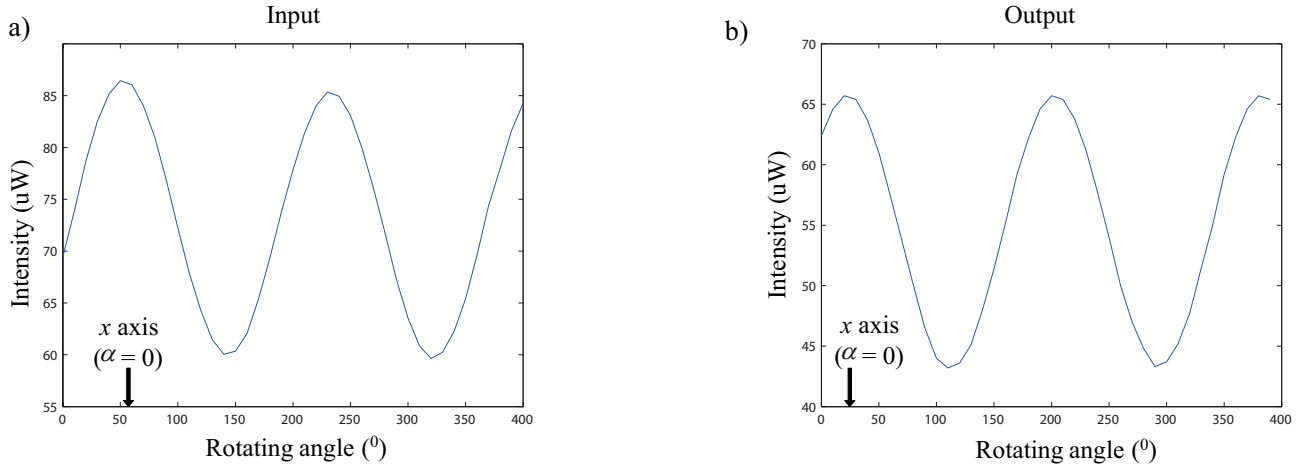 a)
Input
Intensity (uW)
85
80
75
70
65
60
55
x axis
(α = 0)
0 50 100 150 200 250 300 350 400
Rotating angle (⁰)
b)
Output
Intensity (uW)
70
65
60
55
50
45
40
x axis
(α = 0)
0 50 100 150 200 250 300 350 400
Rotating angle (⁰)